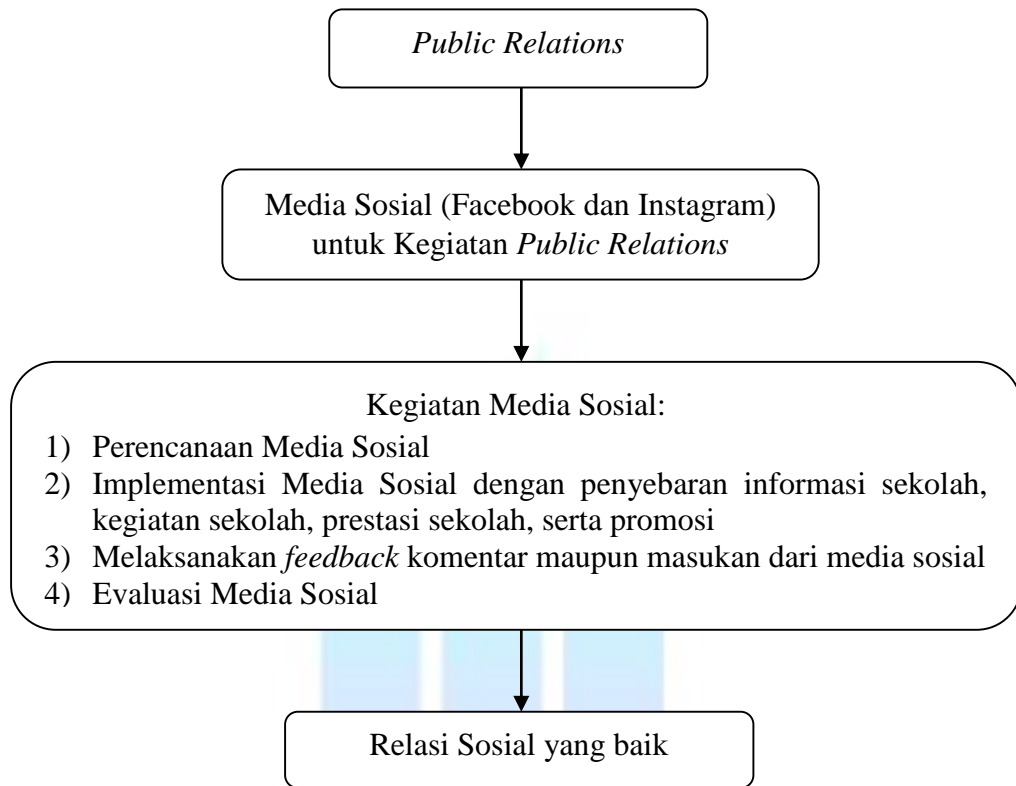 Public Relations
Media Sosial (Facebook dan Instagram)
untuk Kegiatan Public Relations
Kegiatan Media Sosial:
1) Perencanaan Media Sosial
2) Implementasi Media Sosial dengan penyebaran informasi sekolah,
kegiatan sekolah, prestasi sekolah, serta promosi
3) Melaksanakan feedback komentar maupun masukan dari media sosial
4) Evaluasi Media Sosial
Relasi Sosial yang baik